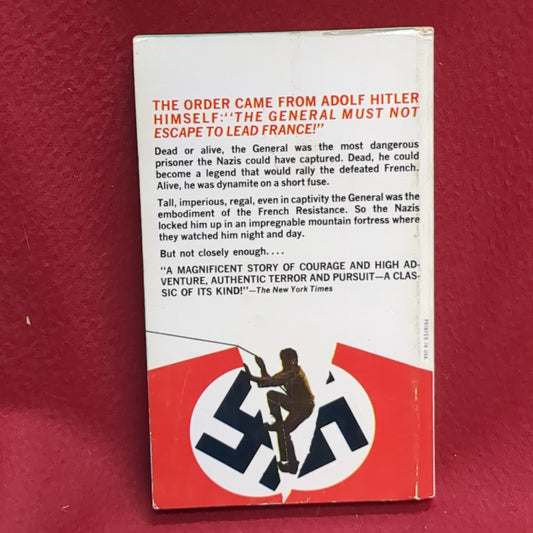 THE ORDER CAME FROM ADOLF HITLER
HIMSELF:"THE GENERAL MUST NOT
ESCAPE TO LEAD FRANCE!"
Dead or alive, the General was the most dangerous
prisoner the Nazis could have captured. Dead, he could
become a legend that would rally the defeated French.
Alive, he was dynamite on a short fuse.
Tall, imperious, regal, even in captivity the General was the
embodiment of the French Resistance. So the Nazis
locked him up in an impregnable mountain fortress where
they watched him night and day.
But not closely enough....
"A MAGNIFICENT STORY OF COURAGE AND HIGH AD-
VENTURE, AUTHENTIC TERROR AND PURSUIT—A CLAS-
SIC OF ITS KIND!"—The New York Times
PRINTED IN USA